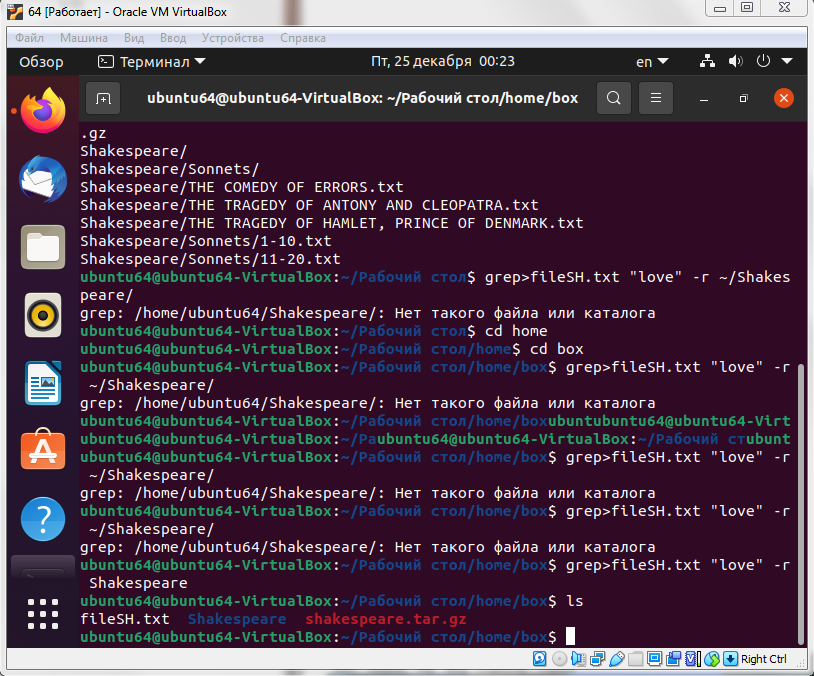 64 [Работает] - Oracle VM VirtualBox
Файл Машина Вид Ввод Устройства Справка
Обзор Терминал Пт, 25 декабря 00:23 en
ubuntu64@ubuntu64-VirtualBox: ~/Рабочий стол/home/box
.gz
Shakespeare/
Shakespeare/Sonnets/
Shakespeare/THE COMEDY OF ERRORS.txt
Shakespeare/THE TRAGEDY OF ANTONY AND CLEOPATRA.txt
Shakespeare/THE TRAGEDY OF HAMLET, PRINCE OF DENMARK.txt
Shakespeare/Sonnets/1-10.txt
Shakespeare/Sonnets/11-20.txt
ubuntu64@ubuntu64-VirtualBox:~/Рабочий стол$ grep>fileSH.txt "love" -r ~/Shakes
peare/
grep: /home/ubuntu64/Shakespeare/: Нет такого файла или каталога
ubuntu64@ubuntu64-VirtualBox:~/Рабочий стол$ cd home
ubuntu64@ubuntu64-VirtualBox:~/Рабочий стол/home$ cd box
ubuntu64@ubuntu64-VirtualBox:~/Рабочий стол/home/box$ grep>fileSH.txt "love" -r
~/Shakespeare/
grep: /home/ubuntu64/Shakespeare/: Нет такого файла или каталога
ubuntu64@ubuntu64-VirtualBox:~/Рабочий стол/home/boxubuntubuntu64@ubuntu64-Virt
ubuntu64@ubuntu64-VirtualBox:~/Раubuntu64@ubuntu64-VirtualBox:~/Рабочий стubunt
ubuntu64@ubuntu64-VirtualBox:~/Рабочий стол/home/box$ grep>fileSH.txt "love" -r
~/Shakespeare/
grep: /home/ubuntu64/Shakespeare/: Нет такого файла или каталога
ubuntu64@ubuntu64-VirtualBox:~/Рабочий стол/home/box$ grep>fileSH.txt "love" -r
~/Shakespeare/
grep: /home/ubuntu64/Shakespeare/: Нет такого файла или каталога
ubuntu64@ubuntu64-VirtualBox:~/Рабочий стол/home/box$ grep>fileSH.txt "love" -r
Shakespeare
ubuntu64@ubuntu64-VirtualBox:~/Рабочий стол/home/box$ ls
fileSH.txt Shakespeare shakespeare.tar.gz
ubuntu64@ubuntu64-VirtualBox:~/Рабочий стол/home/box$
Right Ctrl